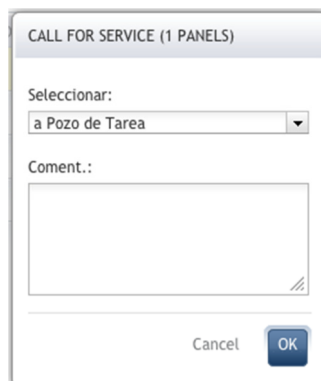 CALL FOR SERVICE (1 PANELS)
Seleccionar:
a Pozo de Tarea
Coment.:
Cancel OK